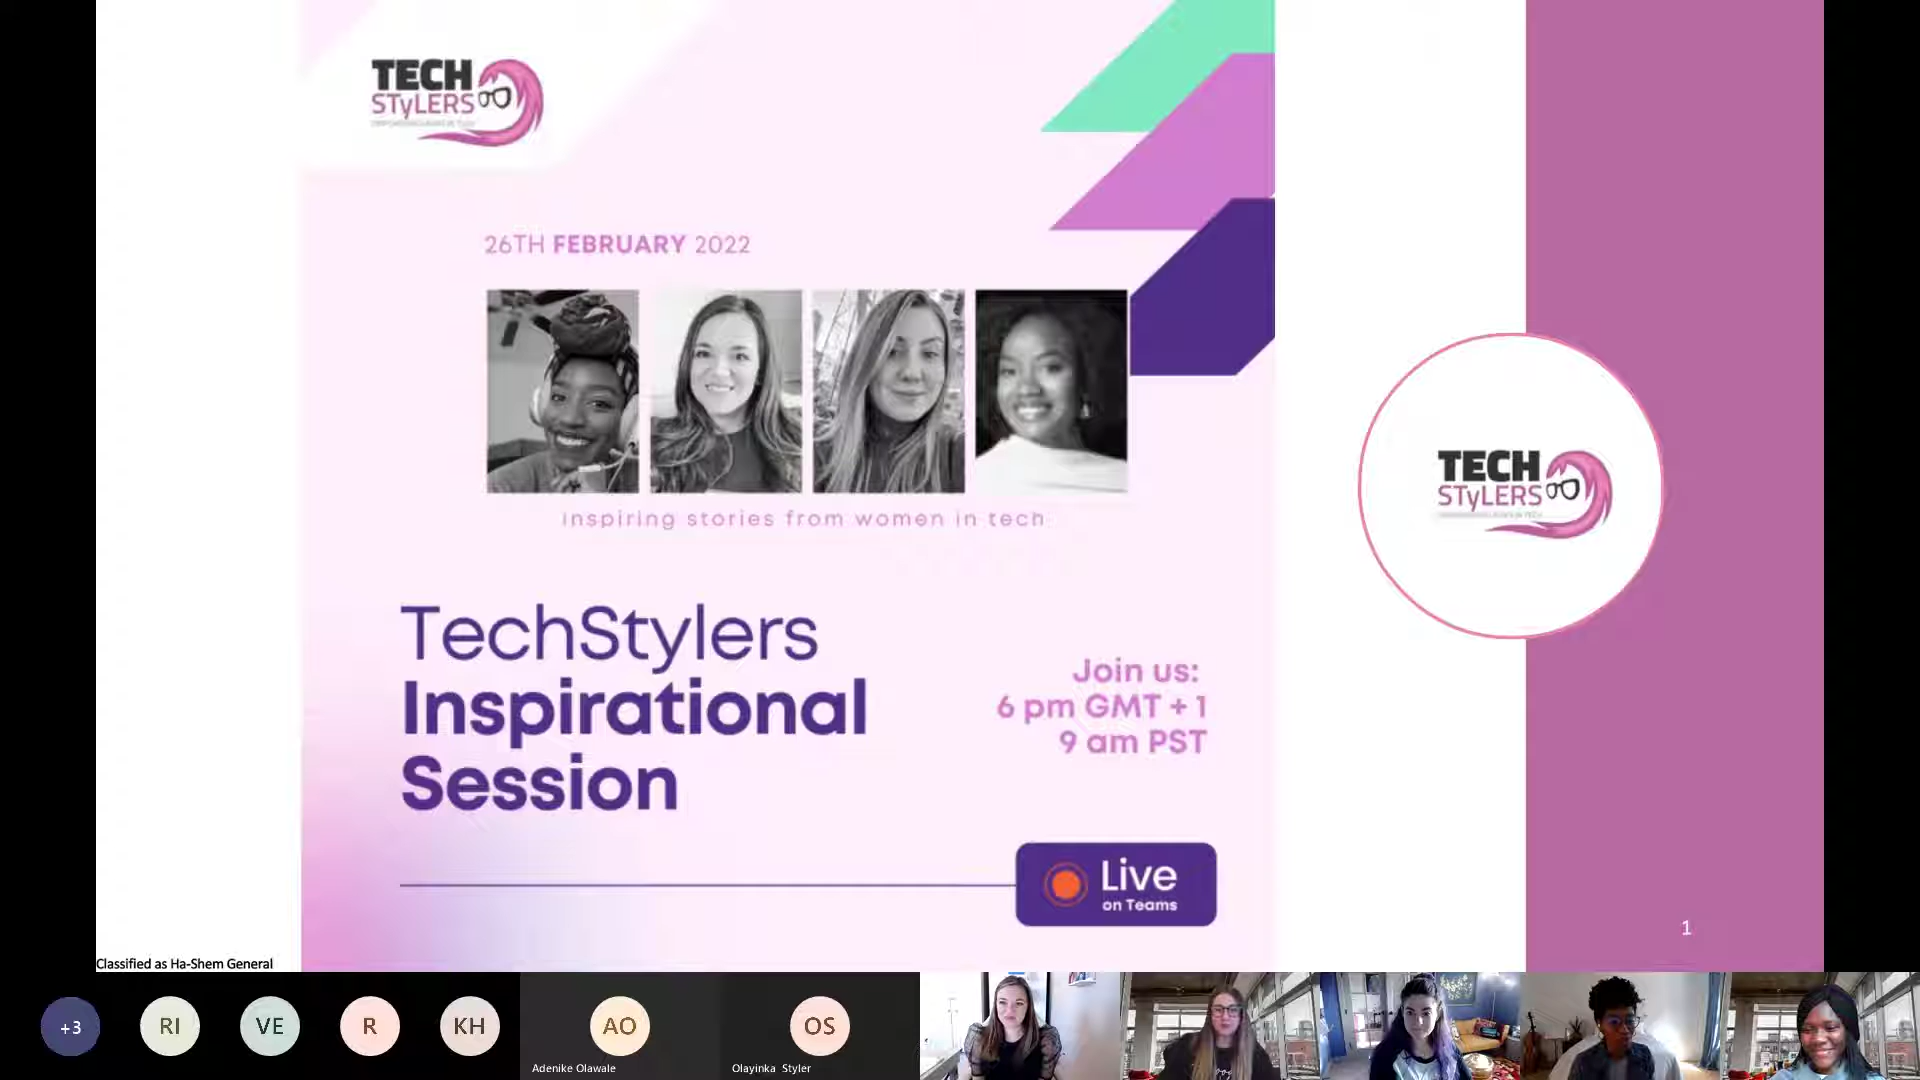 TECH
STyLERS
26TH FEBRUARY 2022
Inspiring stories from women in tech
TechStylers
Inspirational
Session
Join us:
6 pm GMT + 1
9 am PST
Live
on Teams
TECH
STyLERS
1
Classified as Ha-Shem General
+3
RI
VE
R
KH
AO
Adenike Olawale
OS
Olayinka Styler